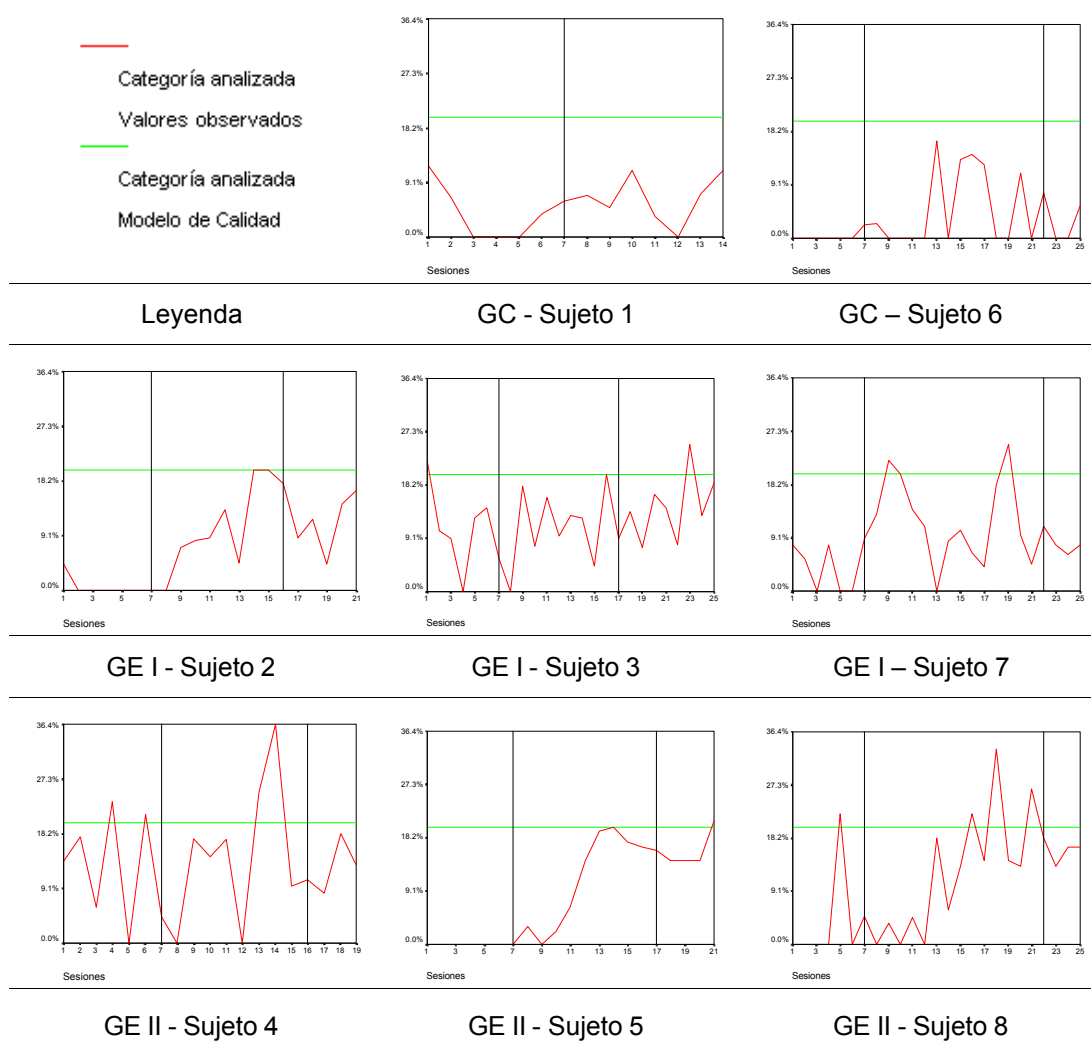 Categoría analizada
Valores observados
Categoría analizada
Modelo de Calidad
36.4%
27.3%
18.2%
9.1%
0.0%
1 2 3 4 5 6 7 8 9 10 11 12 13 14
Sesiones
36.4%
27.3%
18.2%
9.1%
0.0%
1 3 5 7 9 11 13 15 17 19 21 23 25
Sesiones
Leyenda
GC - Sujeto 1
GC – Sujeto 6
36.4%
27.3%
18.2%
9.1%
0.0%
1 3 5 7 9 11 13 15 17 19 21
Sesiones
36.4%
27.3%
18.2%
9.1%
0.0%
1 3 5 7 9 11 13 15 17 19 21 23 25
Sesiones
36.4%
27.3%
18.2%
9.1%
0.0%
1 3 5 7 9 11 13 15 17 19 21 23 25
Sesiones
GE I - Sujeto 2
GE I - Sujeto 3
GE I – Sujeto 7
36.4%
27.3%
18.2%
9.1%
0.0%
1 2 3 4 5 6 7 8 9 10 11 12 13 14 15 16 17 18 19
Sesiones
36.4%
27.3%
18.2%
9.1%
0.0%
1 3 5 7 9 11 13 15 17 19 21
Sesiones
36.4%
27.3%
18.2%
9.1%
0.0%
1 3 5 7 9 11 13 15 17 19 21 23 25
Sesiones
GE II - Sujeto 4
GE II - Sujeto 5
GE II - Sujeto 8